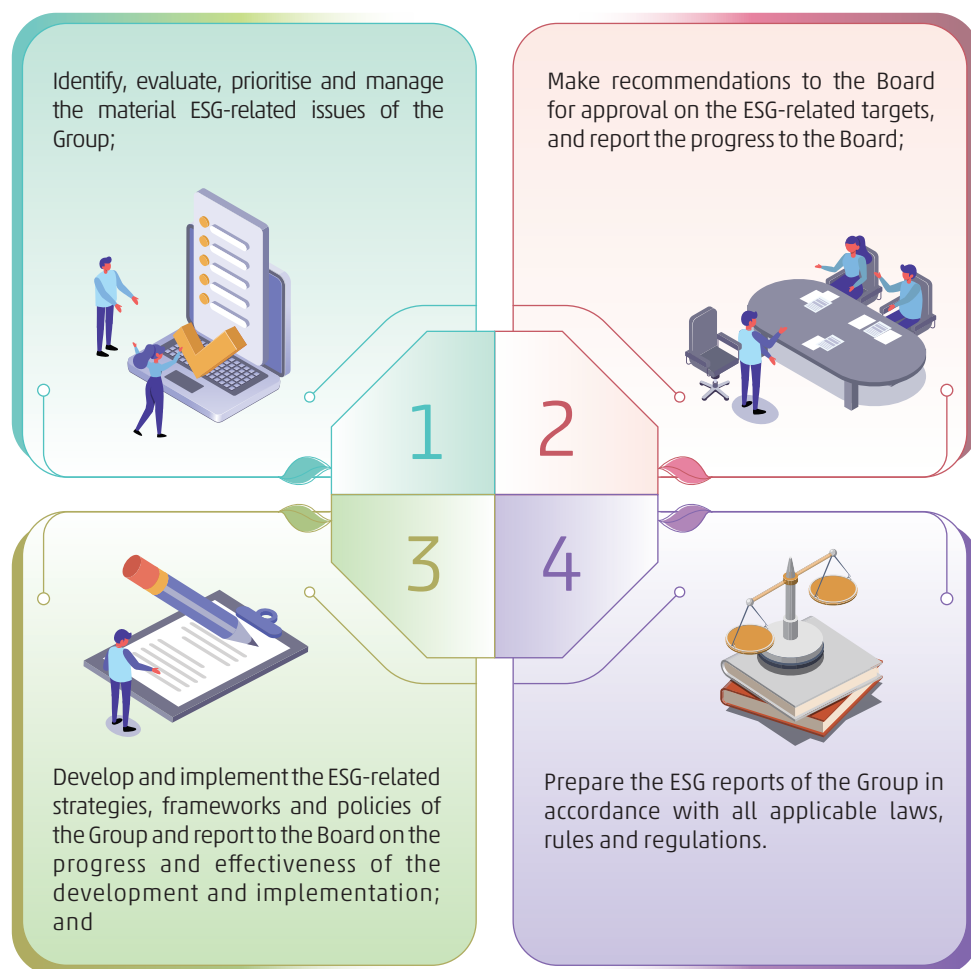 Identify, evaluate, prioritise and manage
the material ESG-related issues of the
Group;
Make recommendations to the Board
for approval on the ESG-related targets,
and report the progress to the Board;
1
2
3
4
Develop and implement the ESG-related
strategies, frameworks and policies of
the Group and report to the Board on the
progress and effectiveness of the
development and implementation;
and
Prepare the ESG reports of the Group in
accordance with all applicable laws,
rules and regulations.